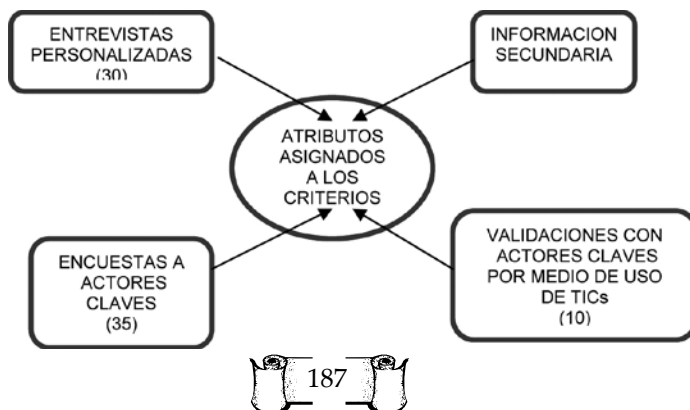 ENTREVISTAS
PERSONALIZADAS
(30)
INFORMACION
SECUNDARIA
ATRIBUTOS
ASIGNADOS
A LOS
CRITERIOS
ENCUESTAS A
ACTORES
CLAVES
(35)
VALIDACIONES CON
ACTORES CLAVES
POR MEDIO DE USO
DE TICs
(10)
187